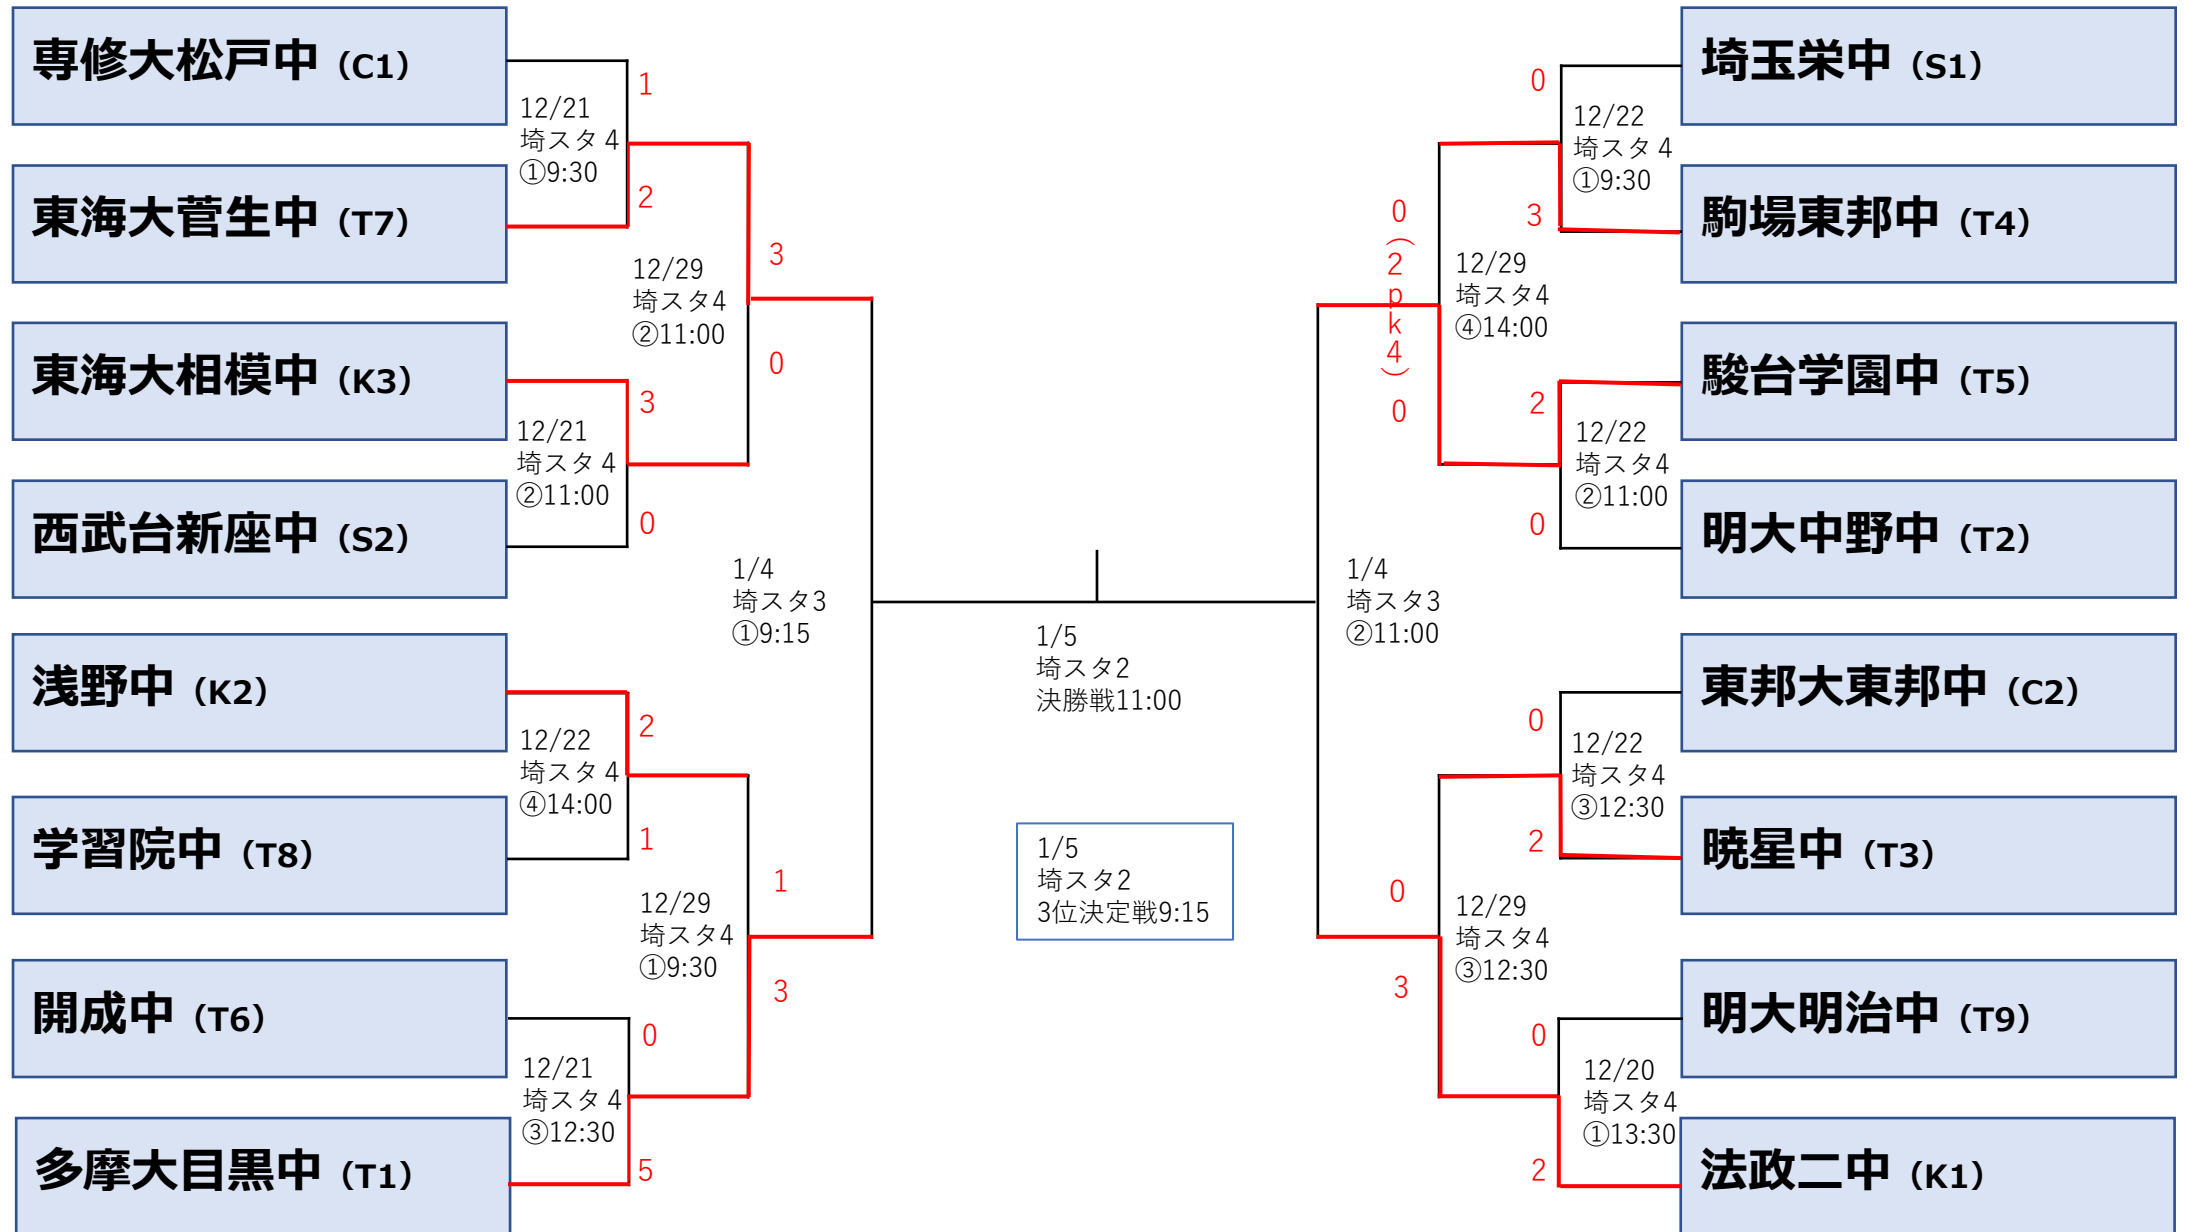 専修大松戸中（C1）
12/21
埼スタ４
①9:30
1
2
東海大菅生中（T7）
12/29
埼スタ4
②11:00
3
0
東海大相模中（K3）
12/21
埼スタ４
②11:00
3
0
西武台新座中（S2）
1/4
埼スタ3
①9:15
浅野中（K2）
12/22
埼スタ４
④14:00
2
1
学習院中（T8）
12/29
埼スタ4
①9:30
1
3
開成中（T6）
12/21
埼スタ４
③12:30
0
5
多摩大目黒中（T1）
1/5
埼スタ2
決勝戦11:00
1/5
埼スタ2
3位決定戦9:15
埼玉栄中（S1）
0
12/22
埼スタ４
①9:30
3
駒場東邦中（T4）
0（2pk4）0
12/29
埼スタ4
④14:00
駿台学園中（T5）
2
12/22
埼スタ4
②11:00
0
明大中野中（T2）
1/4
埼スタ3
②11:00
東邦大東邦中（C2）
0
12/22
埼スタ4
③12:30
2
暁星中（T3）
0
12/29
埼スタ4
③12:30
3
明大明治中（T9）
0
12/20
埼スタ4
①13:30
2
法政二中（K1）